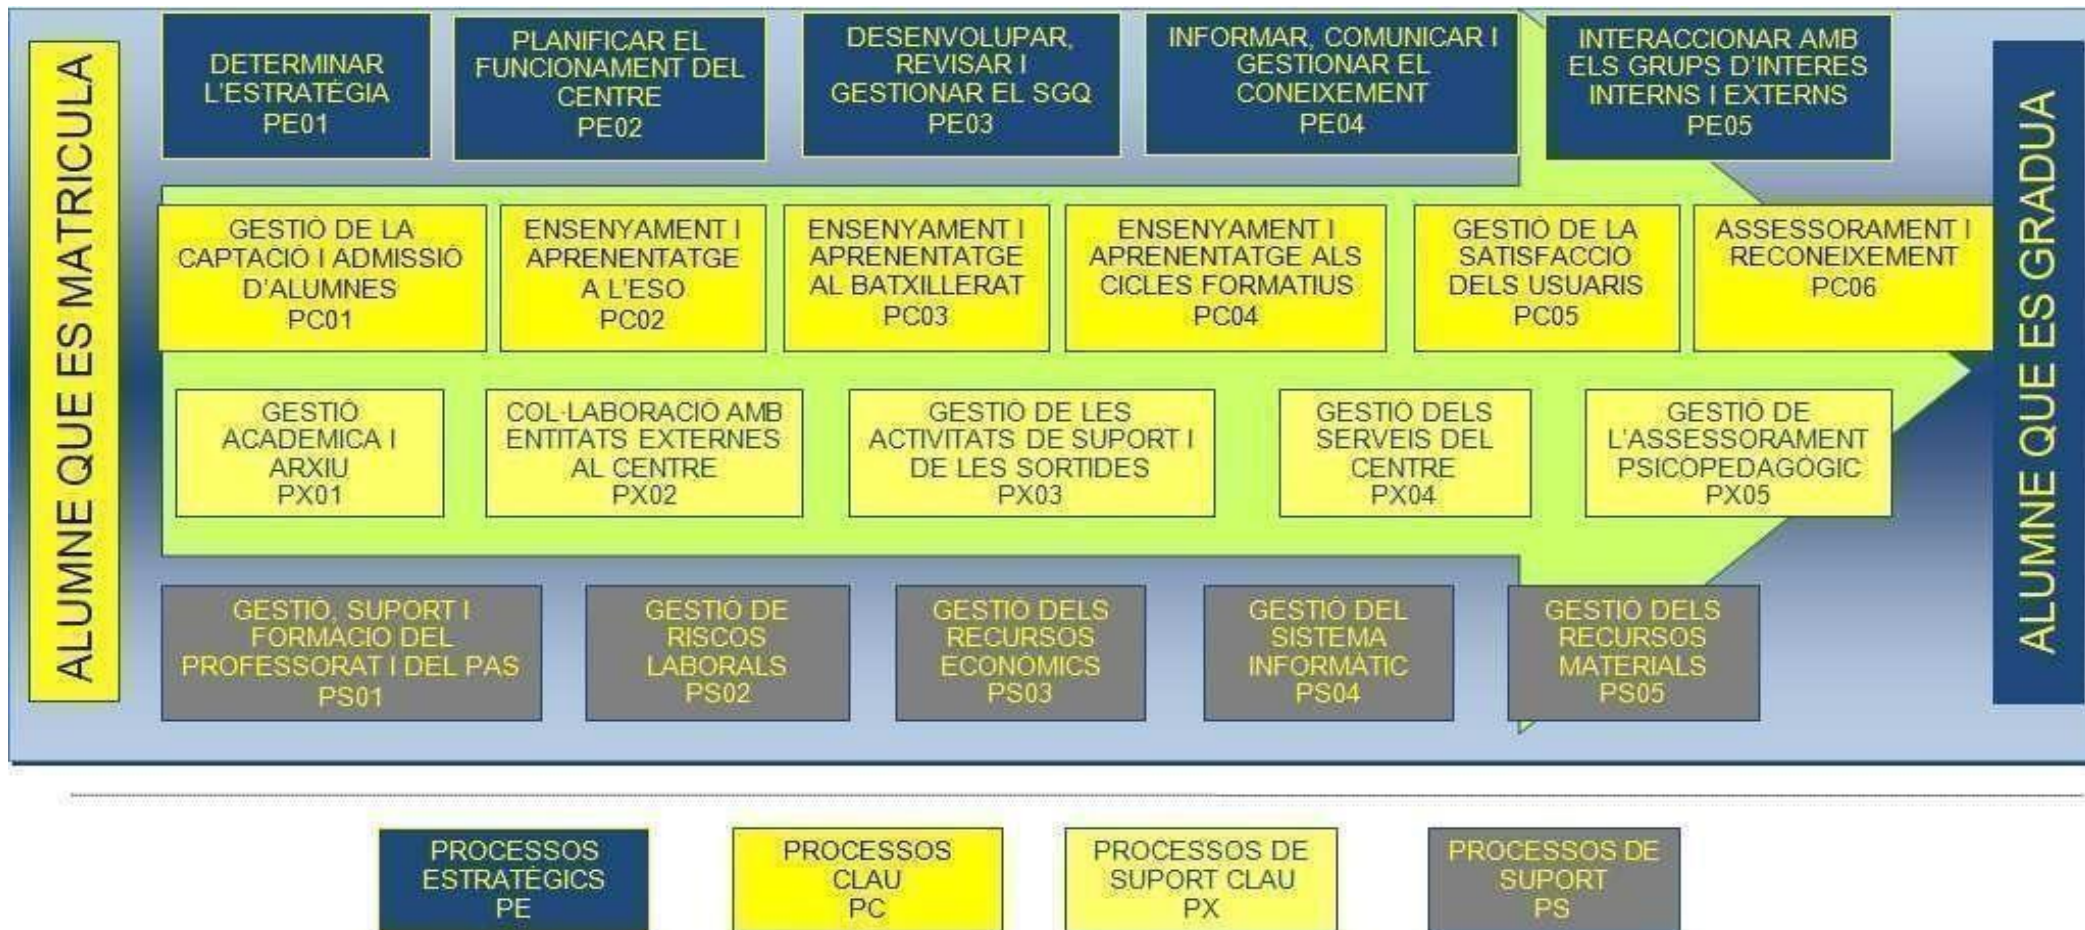 ALUMNE QUE ES MATRICULA
DETERMINAR
L'ESTRATÈGIA
PE01
PLANIFICAR EL
FUNCIONAMENT DEL
CENTRE
PE02
DESENVOLUPAR,
REVISAR I
GESTIONAR EL SGQ
PE03
INFORMAR, COMUNICAR I
GESTIONAR EL
CONEIXEMENT
PE04
INTERACCIONAR AMB
ELS GRUPS D'INTERES
INTERNS I EXTERNS
PE05
GESTIÓ DE LA
CAPTACIÓ I ADMISSIÓ
D'ALUMNES
PC01
ENSENYAMENT I
APRENENTATGE
A L'ESO
PC02
ENSENYAMENT I
APRENENTATGE
AL BATXILLERAT
PC03
ENSENYAMENT I
APRENENTATGE ALS
CICLES FORMATIUS
PC04
GESTIÓ DE LA
SATISFACCIÓ
DELS USUARIS
PC05
ASSESSORAMENT I
RECONEIXEMENT
PC06
GESTIÓ
ACADEMICA I
ARXIU
PX01
COL·LABORACIÓ AMB
ENTITATS EXTERNES
AL CENTRE
PX02
GESTIÓ DE LES
ACTIVITATS DE SUPORT I
DE LES SORTIDES
PX03
GESTIÓ DELS
SERVEIS DEL
CENTRE
PX04
GESTIÓ DE
L'ASSESSORAMENT
PSICOPEDAGÒGIC
PX05
GESTIÓ, SUPORT I
FORMACIO DEL
PROFESSORAT I DEL PAS
PS01
GESTIÓ DE
RISCOS
LABORALS
PS02
GESTIÓ DELS
RECURSOS
ECONÒMICS
PS03
GESTIÓ DEL
SISTEMA
INFORMÀTIC
PS04
GESTIÓ DELS
RECURSOS
MATERIALS
PS05
ALUMNE QUE ES GRADUA
PROCESSOS
ESTRATÈGICS
PE
PROCESSOS
CLAU
PC
PROCESSOS DE
SUPORT CLAU
PX
PROCESSOS DE
SUPORT
PS